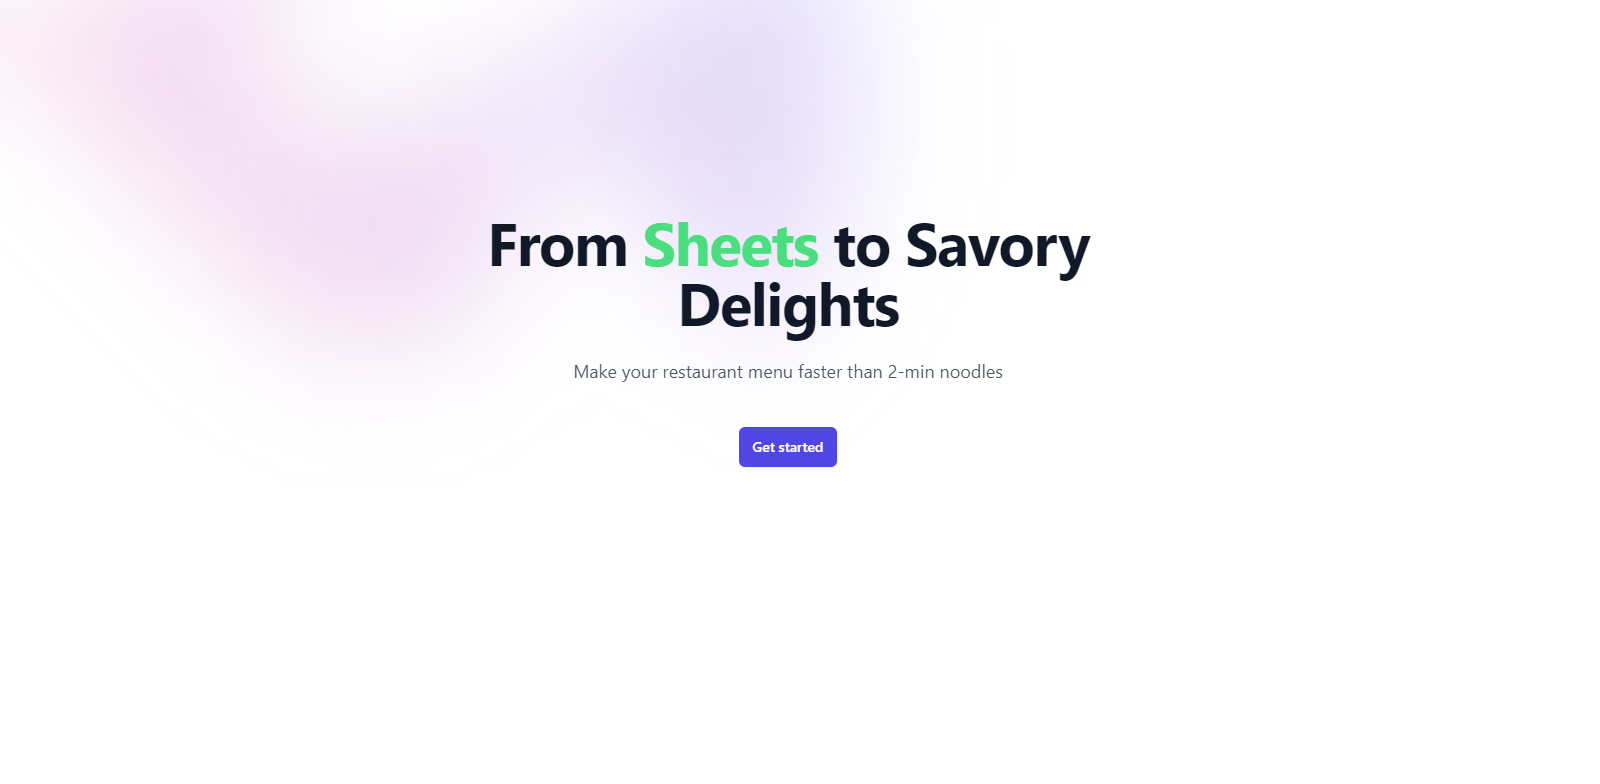 From Sheets to Savory
Delights
Make your restaurant menu faster than 2-min noodles
Get started